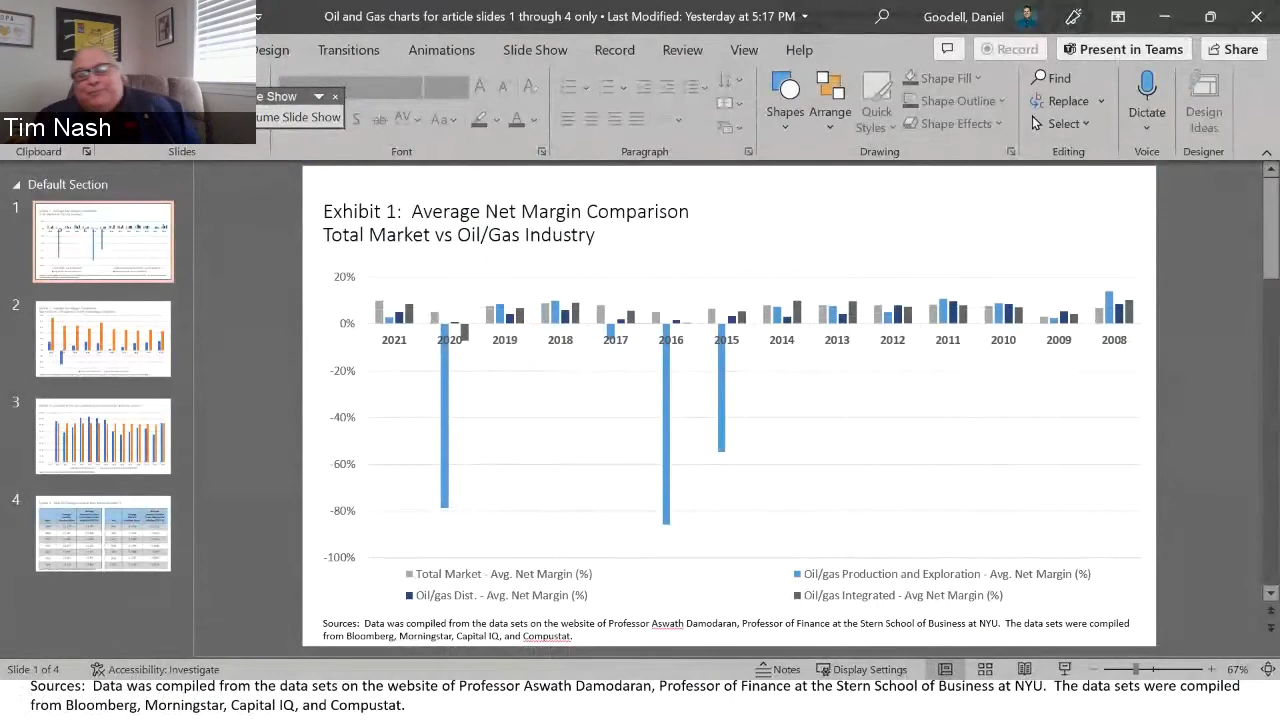 Oil and Gas charts for article slides 1 through 4 only • Last Modified: Yesterday at 5:17 PM
Goodell, Daniel
Tim Nash
esign
Transitions
Animations
Slide Show
Record
Review
View
Help
Record
Present in Teams
Share
e Show
ume Slide Show
Shapes
Arrange
Quick
Styles
Shape Fill
Shape Outline
Shape Effects
Find
Replace
Select
Dictate
Design
Ideas
Clipboard
Slides
Font
Paragraph
Drawing
Editing
Voice
Designer
Default Section
1
2
3
4
Exhibit 1: Average Net Margin Comparison
Total Market vs Oil/Gas Industry
20%
0%
-20%
-40%
-60%
-80%
-100%
2021 2020 2019 2018 2017 2016 2015 2014 2013 2012 2011 2010 2009 2008
Total Market - Avg. Net Margin (%)
Oil/gas Production and Exploration - Avg. Net Margin (%)
Oil/gas Dist. - Avg. Net Margin (%)
Oil/gas Integrated - Avg Net Margin (%)
Sources: Data was compiled from the data sets on the website of Professor Aswath Damodaran, Professor of Finance at the Stern School of Business at NYU. The data sets were compiled
from Bloomberg, Morningstar, Capital IQ, and Compustat.
Slide 1 of 4
Accessibility: Investigate
Notes
Display Settings
67%
Sources: Data was compiled from the data sets on the website of Professor Aswath Damodaran, Professor of Finance at the Stern School of Business at NYU. The data sets were compiled
from Bloomberg, Morningstar, Capital IQ, and Compustat.